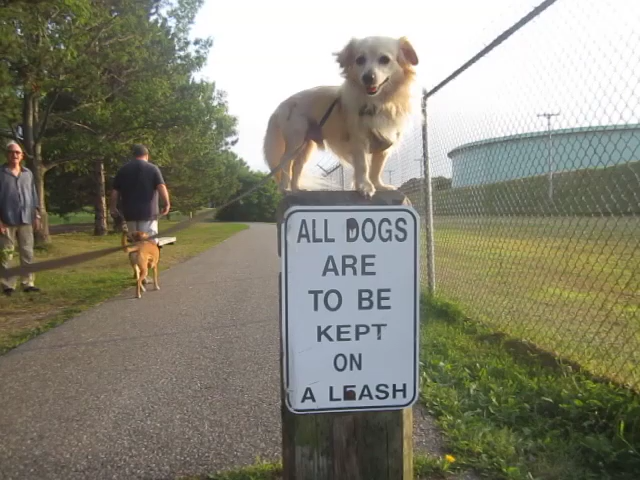 ALL DOGS
ARE
TO BE
KEPT
ON
A LEASH